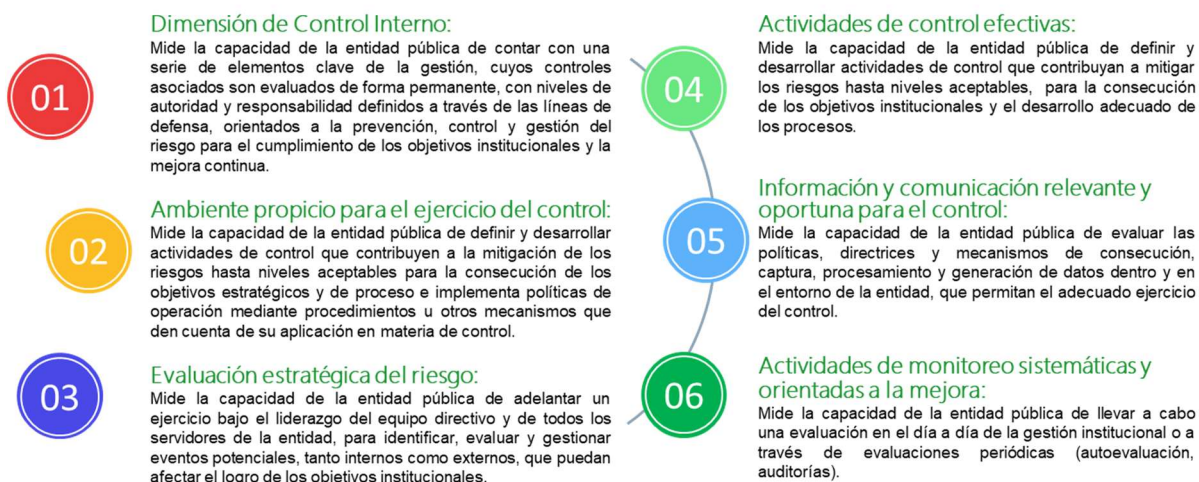 01
Dimensión de Control Interno:
Mide la capacidad de la entidad pública de contar con una
serie de elementos clave de la gestión, cuyos controles
asociados son evaluados de forma permanente, con niveles de
autoridad y responsabilidad definidos a través de las líneas de
defensa, orientados a la prevención, control y gestión del
riesgo para el cumplimiento de los objetivos institucionales y la
mejora continua.
02
Ambiente propicio para el ejercicio del control:
Mide la capacidad de la entidad pública de definir y desarrollar
actividades de control que contribuyen a la mitigación de los
riesgos hasta niveles aceptables para la consecución de los
objetivos estratégicos y de proceso e implementa políticas de
operación mediante procedimientos u otros mecanismos que
den cuenta de su aplicación en materia de control.
03
Evaluación estratégica del riesgo:
Mide la capacidad de la entidad pública de adelantar un
ejercicio bajo el liderazgo del equipo directivo y de todos los
servidores de la entidad, para identificar, evaluar y gestionar
eventos potenciales, tanto internos como externos, que puedan
afectar el logro de los objetivos institucionales.
04
Actividades de control efectivas:
Mide la capacidad de la entidad pública de definir y
desarrollar actividades de control que contribuyan a mitigar
los riesgos hasta niveles aceptables, para la consecución
de los objetivos institucionales y el desarrollo adecuado de
los procesos.
05
Información y comunicación relevante y
oportuna para el control:
Mide la capacidad de la entidad pública de evaluar las
políticas, directrices y mecanismos de consecución,
captura, procesamiento y generación de datos dentro y en
el entorno de la entidad, que permitan el adecuado ejercicio
del control.
06
Actividades de monitoreo sistemáticas y
orientadas a la mejora:
Mide la capacidad de la entidad pública de llevar a cabo
una evaluación en el día a día de la gestión institucional o a
través de evaluaciones periódicas (autoevaluación,
auditorías).